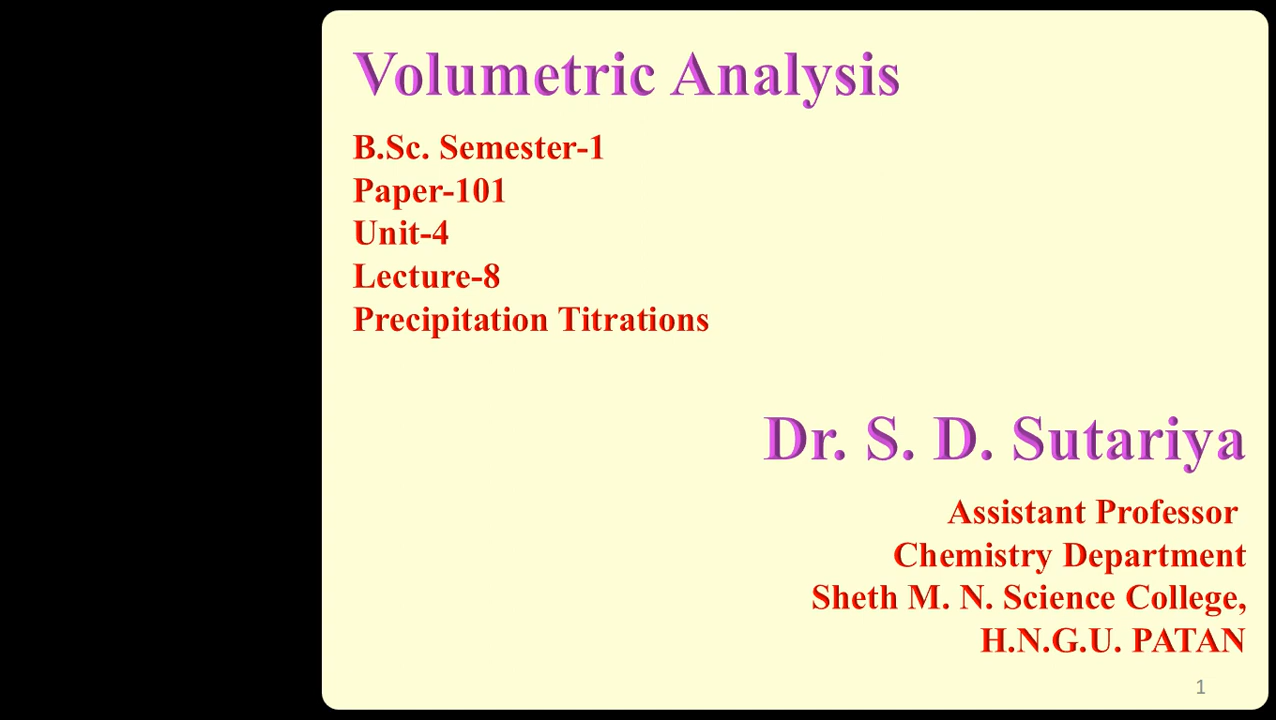 Volumetric Analysis
B.Sc. Semester-1
Paper-101
Unit-4
Lecture-8
Precipitation Titrations
Dr. S. D. Sutariya
Assistant Professor
Chemistry Department
Sheth M. N. Science College,
H.N.G.U. PATAN
1